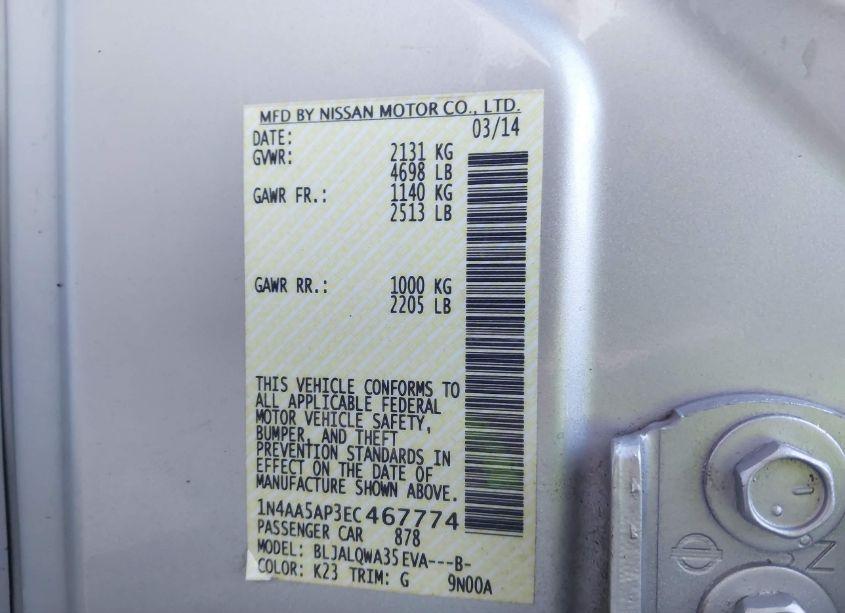 MFD BY NISSAN MOTOR CO., LTD.
DATE: 03/14
GVWR: 2131 KG
4698 LB
GAWR FR.: 1140 KG
2513 LB
GAWR RR.: 1000 KG
2205 LB
THIS VEHICLE CONFORMS TO
ALL APPLICABLE FEDERAL
MOTOR VEHICLE SAFETY,
BUMPER, AND THEFT
PREVENTION STANDARDS IN
EFFECT ON THE DATE OF
MANUFACTURE SHOWN ABOVE.
1N4AA5AP3EC467774
PASSENGER CAR 878
MODEL: BLJALQWA35EVA---B-
COLOR: K23 TRIM: G 9N00A